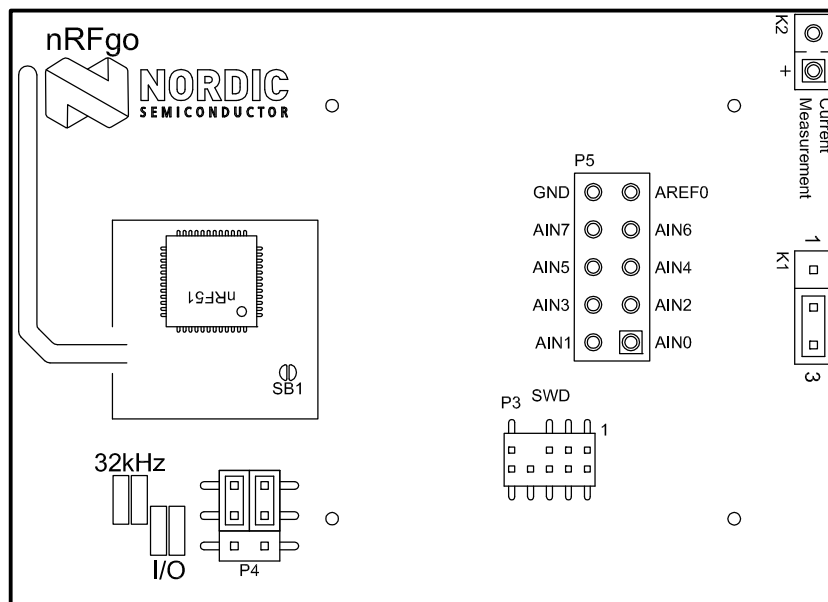 nRFgo
NORDIC
SEMICONDUCTOR
K2
+
Current
Measurement
P5
GND AREF0
AIN7 AIN6
AIN5 AIN4
AIN3 AIN2
AIN1 AIN0
1
K1
3
nRF51
SB1
P3 SWD
1
32kHz
I/O
P4